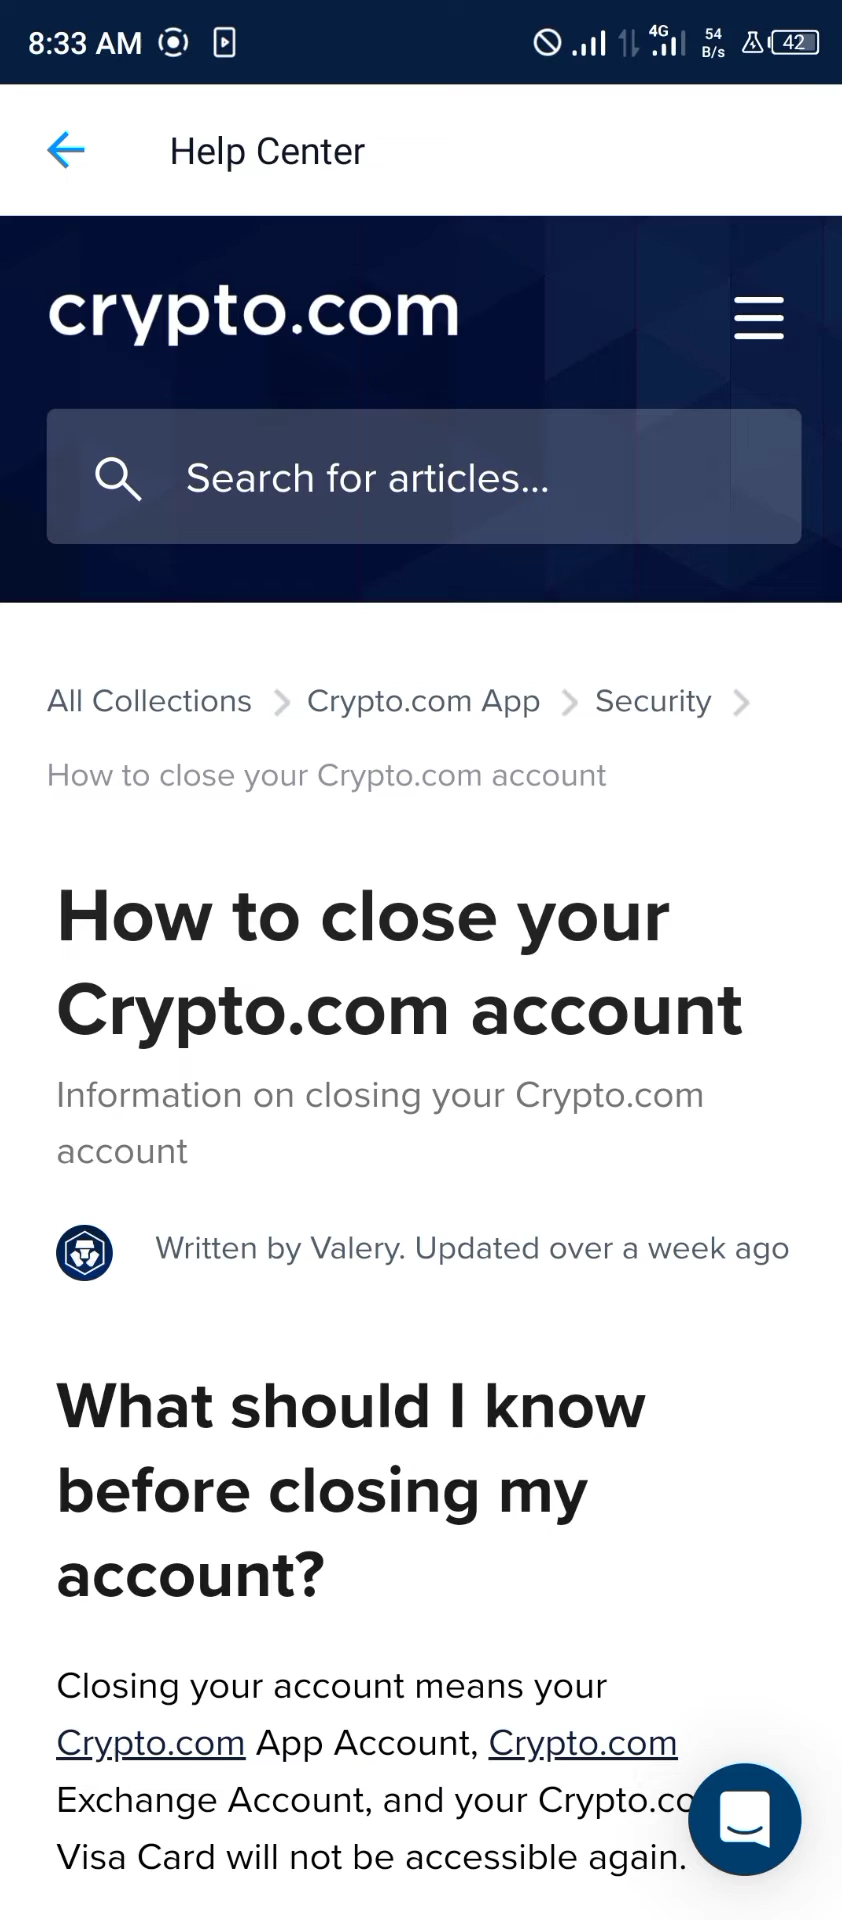 8:33 AM 4G 54 B/s 42
Help Center
crypto.com
Search for articles...
All Collections > Crypto.com App > Security >
How to close your Crypto.com account
How to close your
Crypto.com account
Information on closing your Crypto.com
account
Written by Valery. Updated over a week ago
What should I know
before closing my
account?
Closing your account means your
Crypto.com App Account, Crypto.com
Exchange Account, and your Crypto.co
Visa Card will not be accessible again.